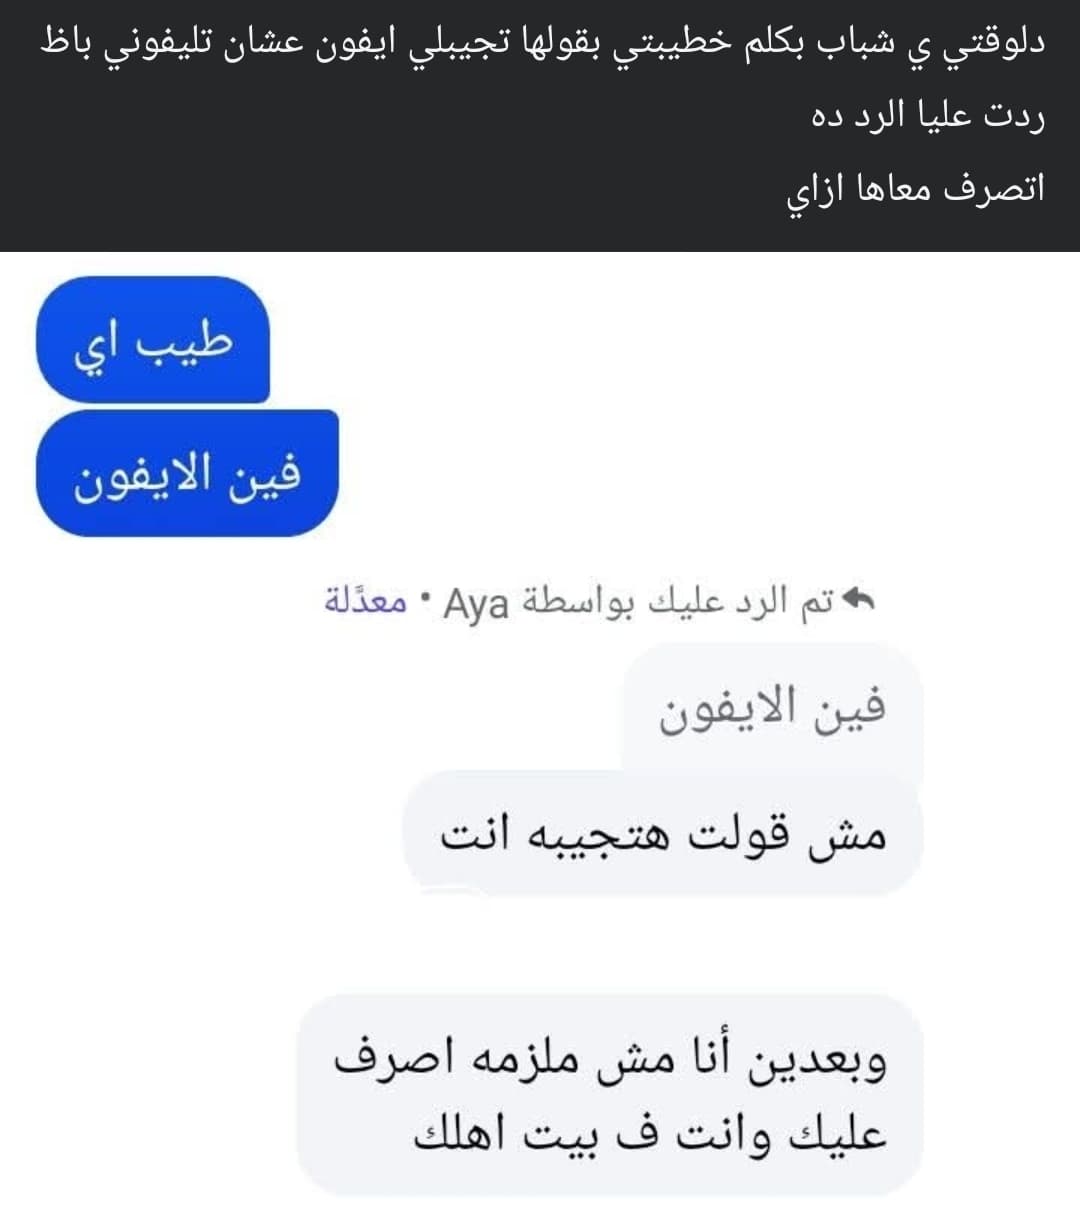 دلوقتي ي شباب بكلم خطيبتي بقولها تجيبلي ايفون عشان تليفوني باظ
ردت عليا الرد ده
اتصرف معاها ازاي
طيب اي
فين الايفون
تم الرد عليك بواسطة Aya • معدَّلة
فين الايفون
مش قولت هتجيبه انت
وبعدين أنا مش ملزمه اصرف
عليك وانت ف بيت اهلك